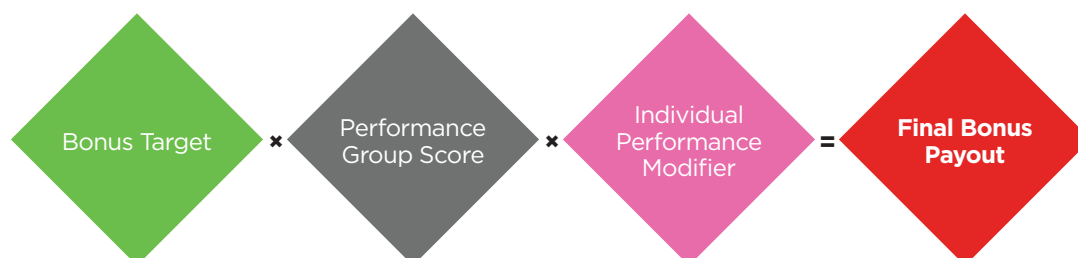 Bonus Target
×
Performance
Group Score
×
Individual
Performance
Modifier
=
Final Bonus
Payout